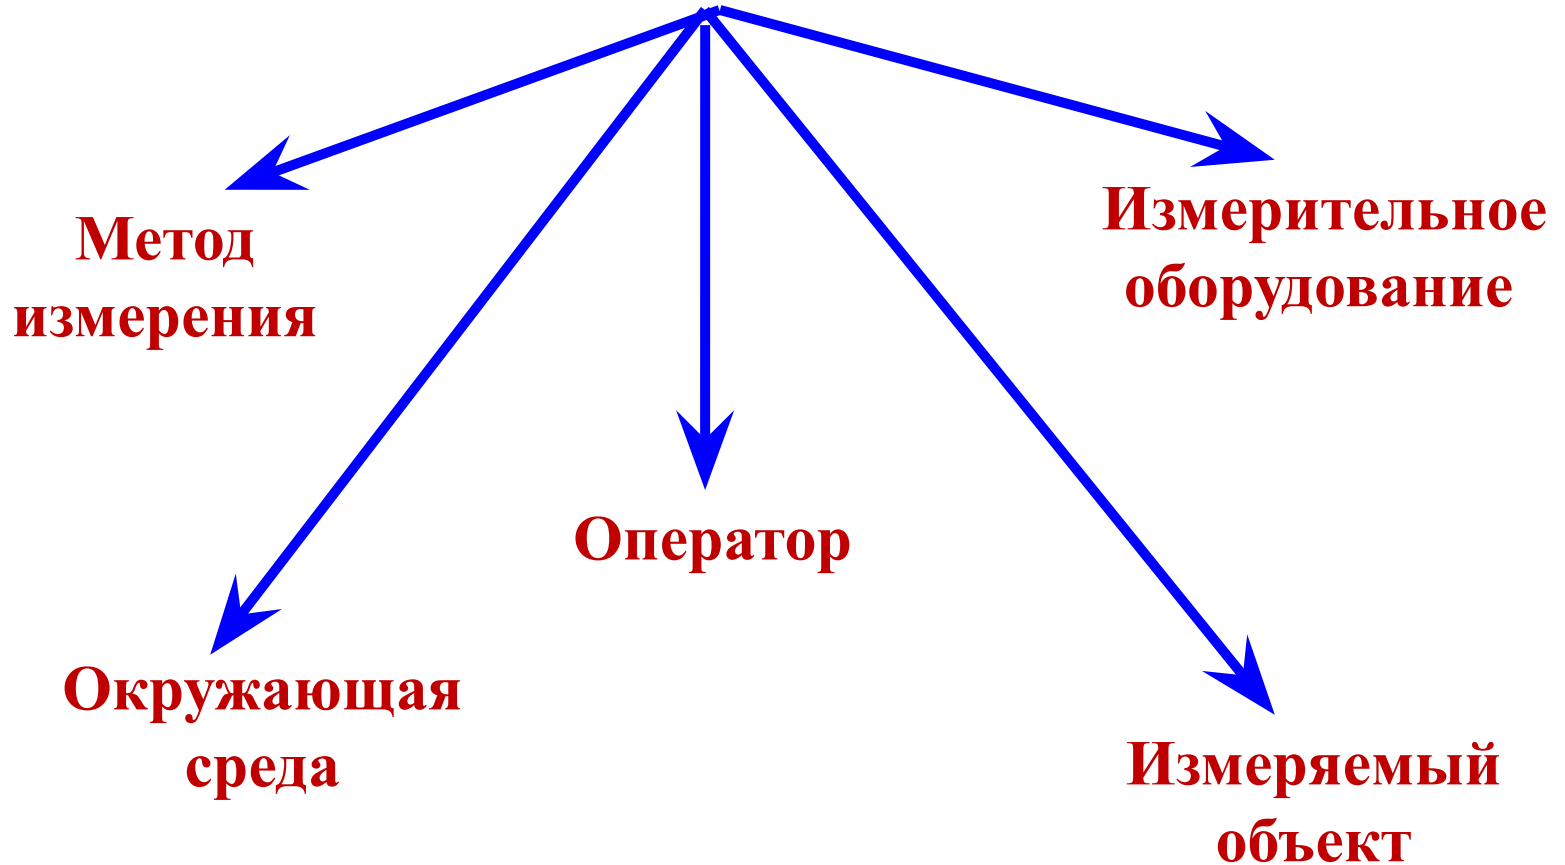 Метод
измерения
Измерительное
оборудование
Оператор
Окружающая
среда
Измеряемый
объект